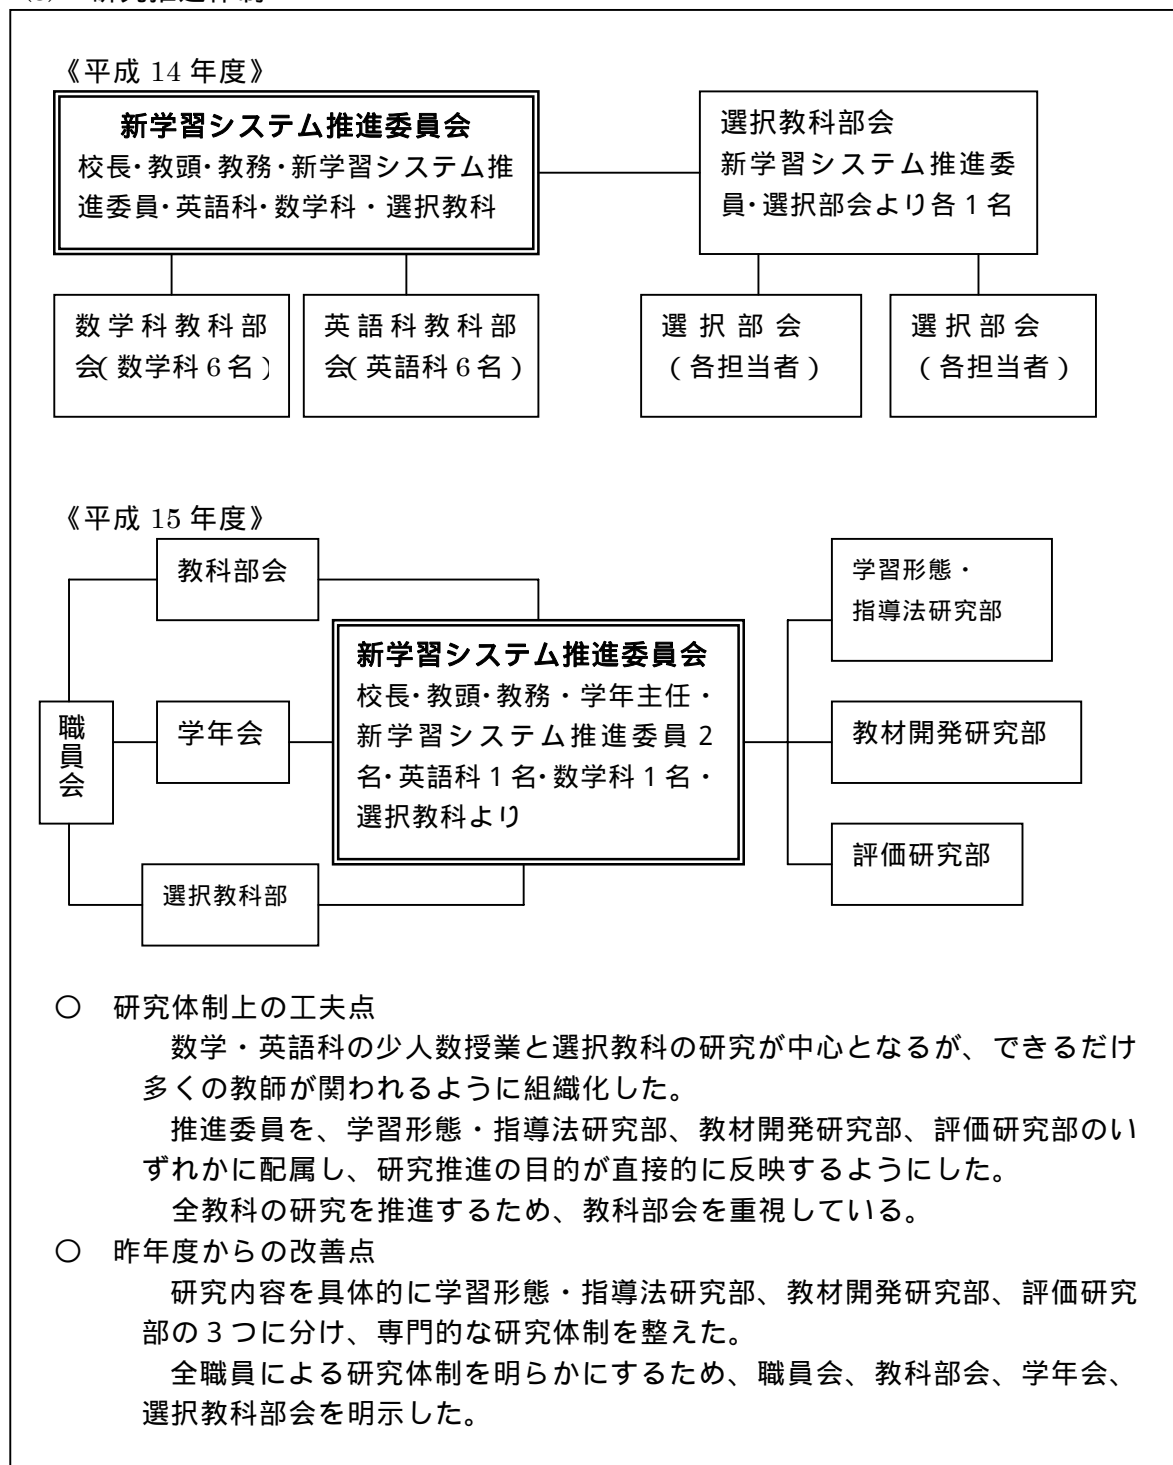 《平成 14 年度》
新学習システム推進委員会
校長・教頭・教務・新学習システム推
進委員・英語科・数学科・選択教科
選択教科部会
新学習システム推進委
員・選択部会より各1名
数学科教科部
会(数学科6名)
英語科教科部
会(英語科6名)
選択部会
(各担当者)
選択部会
(各担当者)
《平成 15 年度》
教科部会
学習形態・
指導法研究部
新学習システム推進委員会
校長・教頭・教務・学年主任・
新学習システム推進委員2
名・英語科1名・数学科1名・
選択教科より
職員会
学年会
教材開発研究部
評価研究部
選択教科部
○ 研究体制上の工夫点
数学・英語科の少人数授業と選択教科の研究が中心となるが、できるだけ
多くの教師が関われるように組織化した。
推進委員を、学習形態・指導法研究部、教材開発研究部、評価研究部のい
ずれかに配属し、研究推進の目的が直接的に反映するようにした。
全教科の研究を推進するため、教科部会を重視している。
○ 昨年度からの改善点
研究内容を具体的に学習形態・指導法研究部、教材開発研究部、評価研究
部の3つに分け、専門的な研究体制を整えた。
全職員による研究体制を明らかにするため、職員会、教科部会、学年会、
選択教科部会を明示した。